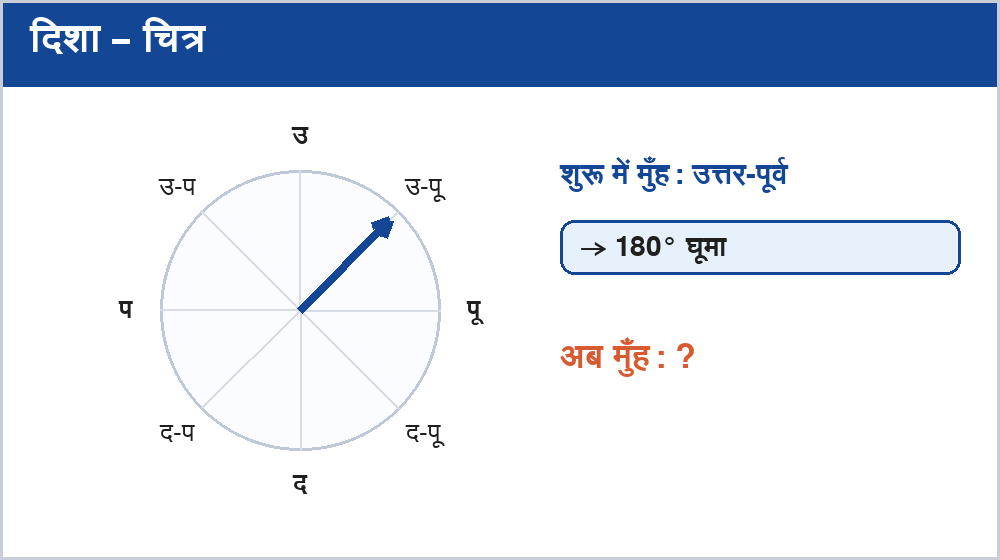 दिशा – चित्र
उ
उ-प
उ-पू
प
पू
द-प
द-पू
द
शुरू में मुँह : उत्तर-पूर्व
→ 180° घूमा
अब मुँह : ?